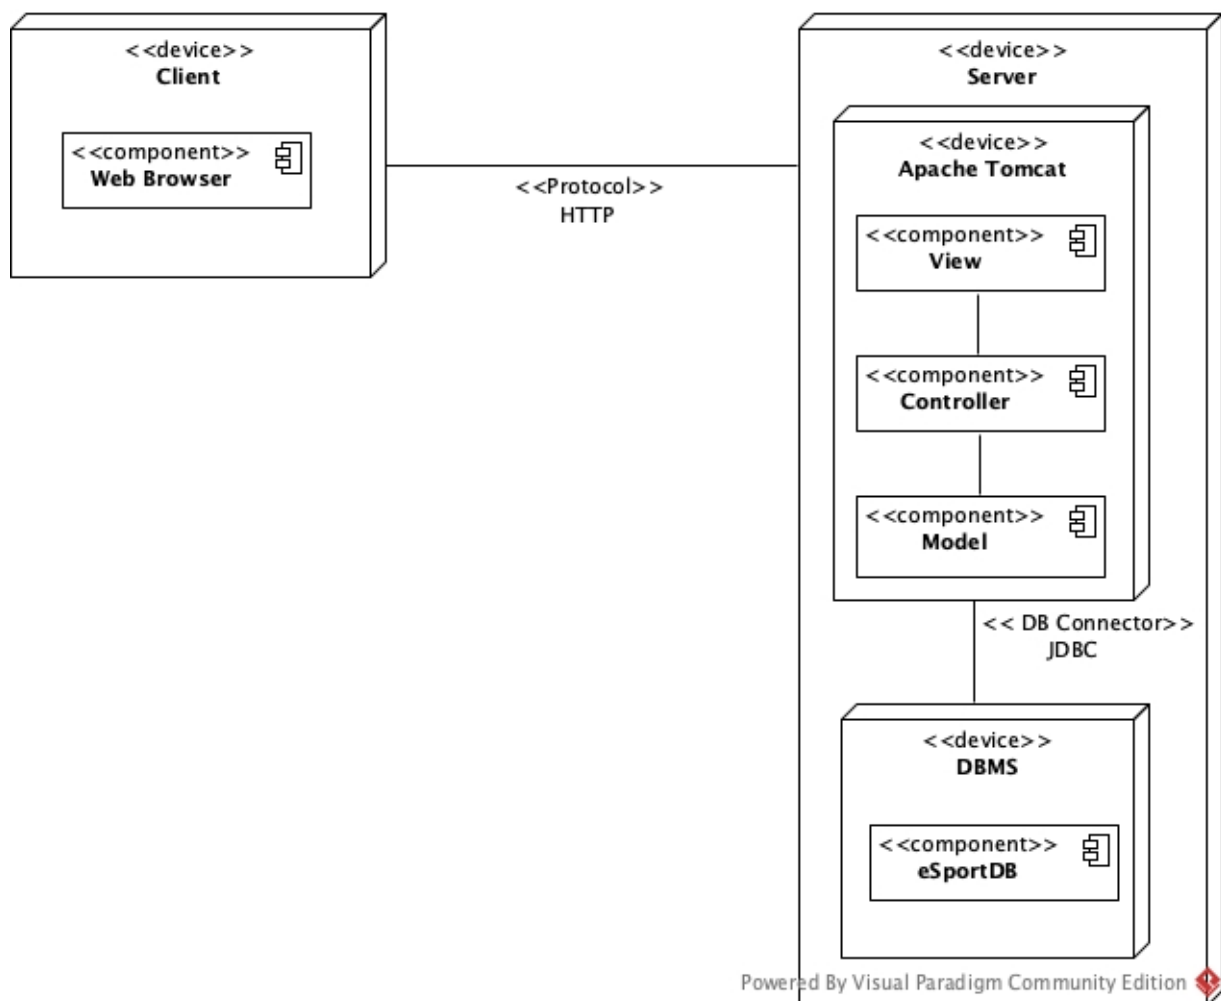 <<device>>
Client
<<component>>
Web Browser
<<Protocol>>
HTTP
<<device>>
Server
<<device>>
Apache Tomcat
<<component>>
View
<<component>>
Controller
<<component>>
Model
<< DB Connector>>
JDBC
<<device>>
DBMS
<<component>>
eSportDB
Powered By Visual Paradigm Community Edition